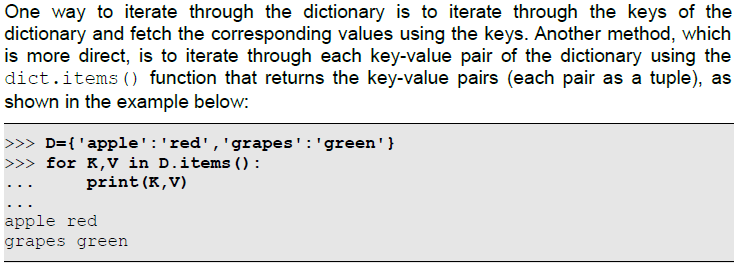 One way to iterate through the dictionary is to iterate through the keys of the
dictionary and fetch the corresponding values using the keys. Another method, which
is more direct, is to iterate through each key-value pair of the dictionary using the
dict.items() function that returns the key-value pairs (each pair as a tuple), as
shown in the example below:
>>> D={'apple':'red','grapes':'green'}
>>> for K,V in D.items():
...     print(K,V)
...
apple red
grapes green